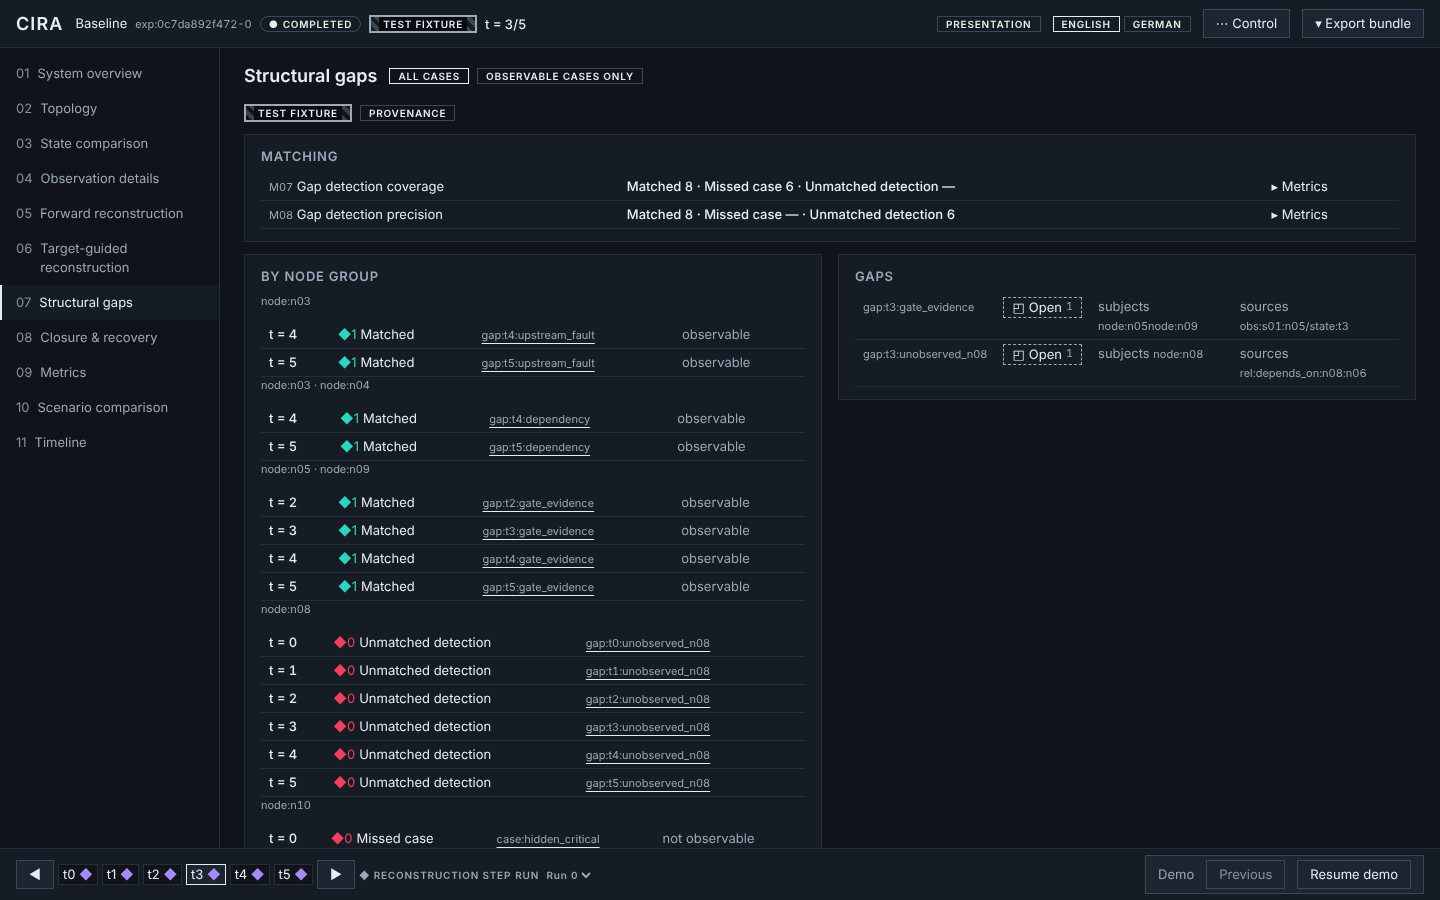 CIRA Baseline exp:0c7da892f472-0 COMPLETED TEST FIXTURE t = 3/5 PRESENTATION ENGLISH GERMAN ··· Control ▾ Export bundle
01 System overview
02 Topology
03 State comparison
04 Observation details
05 Forward reconstruction
06 Target-guided
reconstruction
07 Structural gaps
08 Closure & recovery
09 Metrics
10 Scenario comparison
11 Timeline
Structural gaps ALL CASES OBSERVABLE CASES ONLY
TEST FIXTURE PROVENANCE
MATCHING
M07 Gap detection coverage Matched 8 · Missed case 6 · Unmatched detection — ▸ Metrics
M08 Gap detection precision Matched 8 · Missed case — · Unmatched detection 6 ▸ Metrics
BY NODE GROUP
node:n03
t = 4 ◆1 Matched gap:t4:upstream_fault observable
t = 5 ◆1 Matched gap:t5:upstream_fault observable
node:n03 · node:n04
t = 4 ◆1 Matched gap:t4:dependency observable
t = 5 ◆1 Matched gap:t5:dependency observable
node:n05 · node:n09
t = 2 ◆1 Matched gap:t2:gate_evidence observable
t = 3 ◆1 Matched gap:t3:gate_evidence observable
t = 4 ◆1 Matched gap:t4:gate_evidence observable
t = 5 ◆1 Matched gap:t5:gate_evidence observable
node:n08
t = 0 ◆0 Unmatched detection gap:t0:unobserved_n08
t = 1 ◆0 Unmatched detection gap:t1:unobserved_n08
t = 2 ◆0 Unmatched detection gap:t2:unobserved_n08
t = 3 ◆0 Unmatched detection gap:t3:unobserved_n08
t = 4 ◆0 Unmatched detection gap:t4:unobserved_n08
t = 5 ◆0 Unmatched detection gap:t5:unobserved_n08
node:n10
t = 0 ◆0 Missed case case:hidden_critical not observable
GAPS
gap:t3:gate_evidence ◰ Open 1 subjects sources
node:n05node:n09 obs:s01:n05/state:t3
gap:t3:unobserved_n08 ◰ Open 1 subjects node:n08 sources
rel:depends_on:n08:n06
◀ t0 ◆ t1 ◆ t2 ◆ t3 ◆ t4 ◆ t5 ◆ ▶ ◆ RECONSTRUCTION STEP RUN Run 0 Demo Previous Resume demo